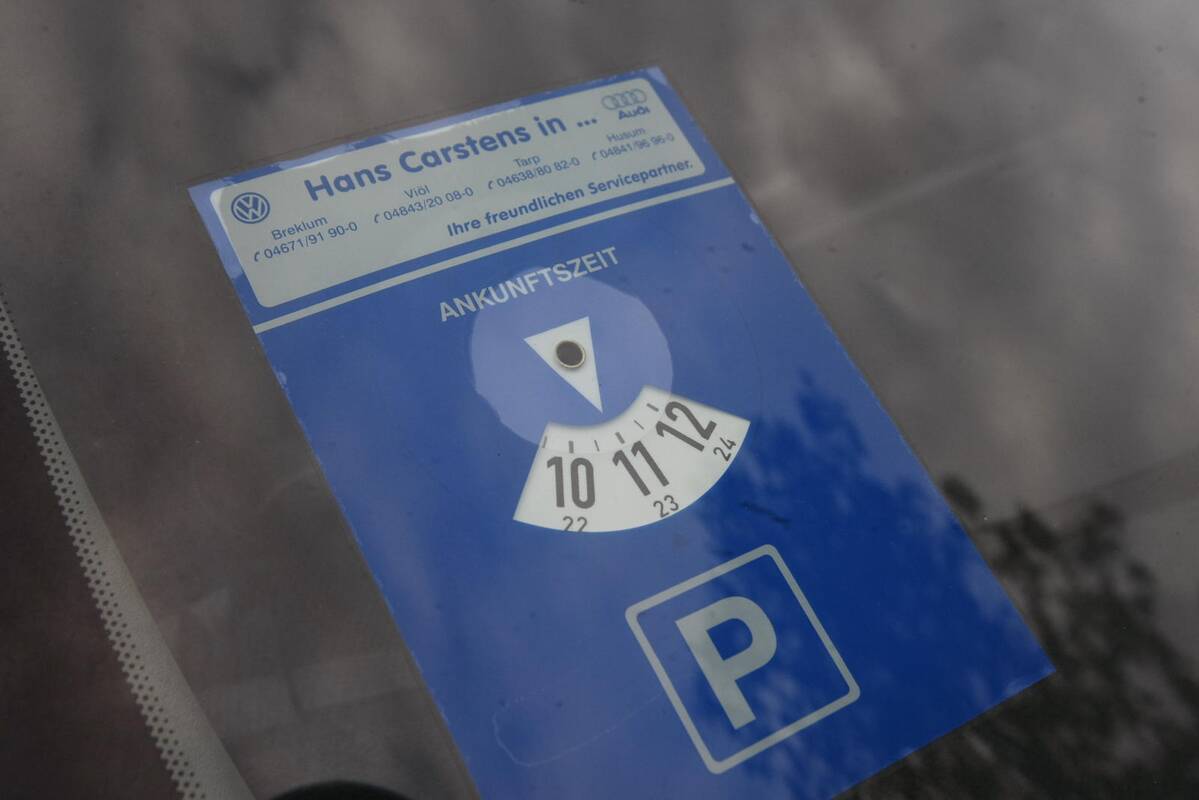 Hans Carstens in ...
Audi
Breklum
Viöl
Tarp
Husum
04671/91 90-0
04843/20 08-0
04638/80 82-0
04841/96 96-0
Ihre freundlichen Servicepartner.
ANKUNFTSZEIT
10 11 12
22 23 24
P